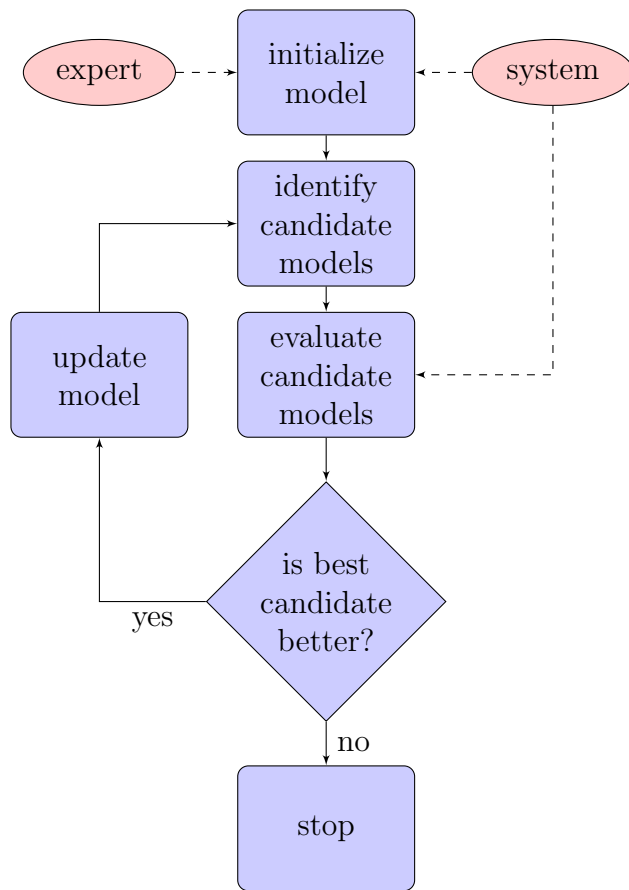 expert
initialize
model
system
identify
candidate
models
update
model
evaluate
candidate
models
is best
candidate
better?
yes
no
stop